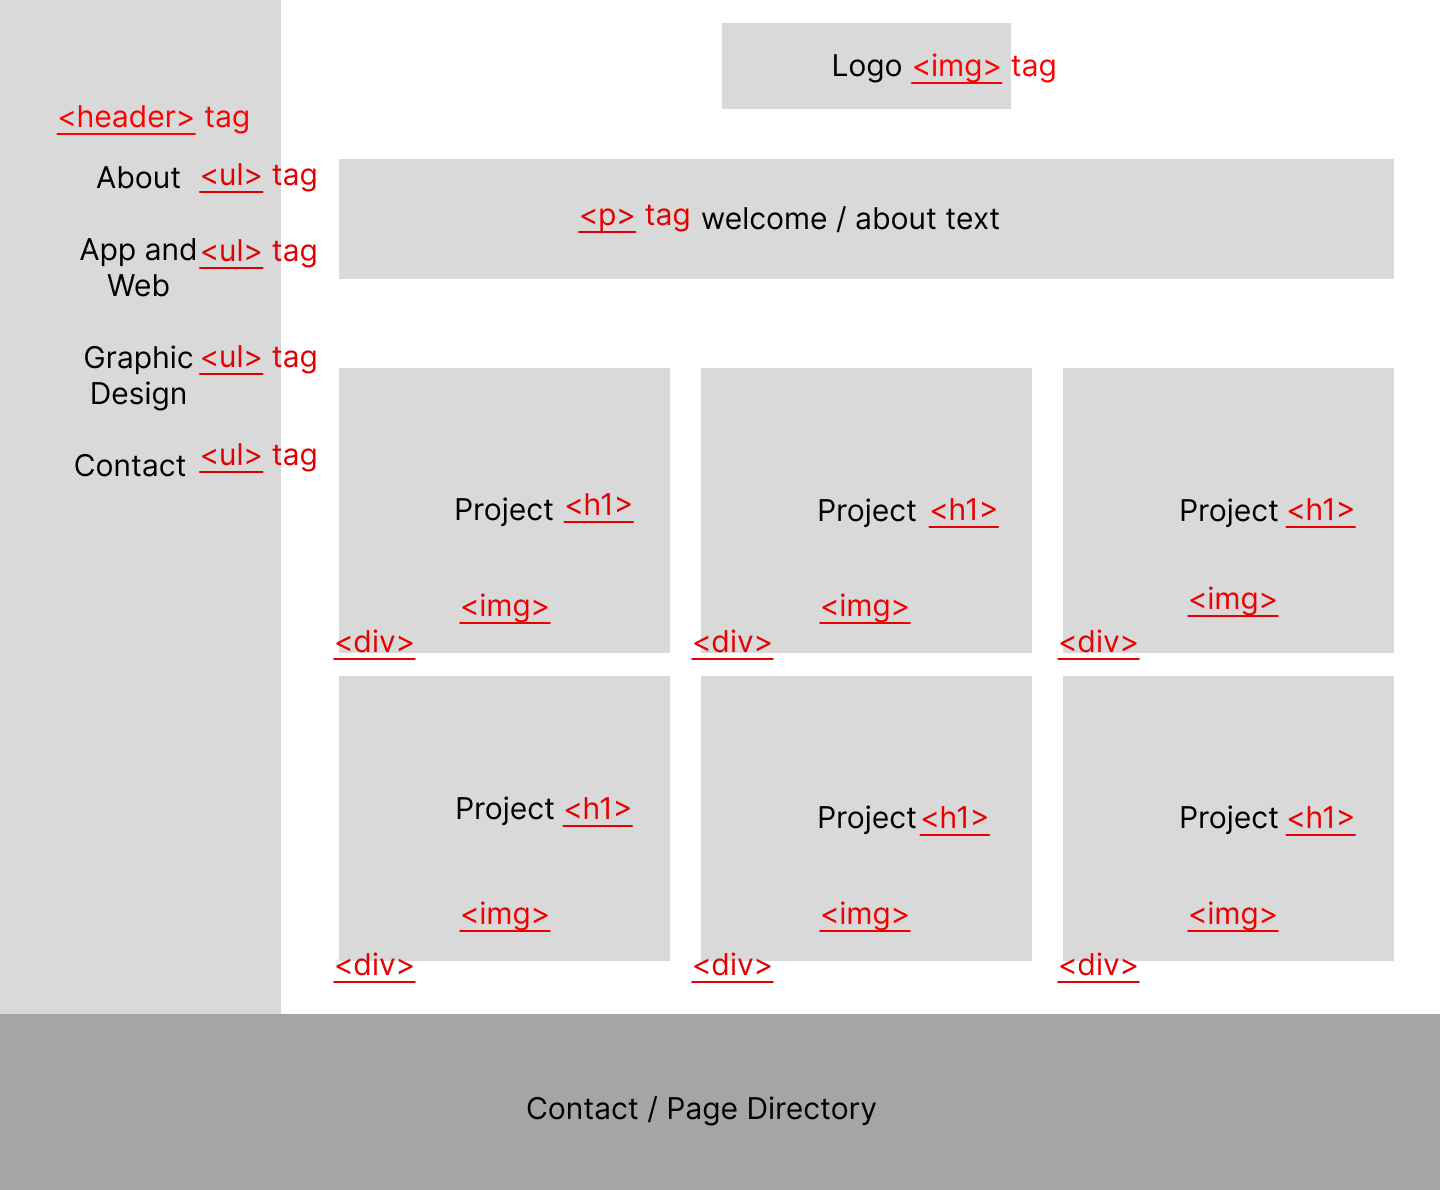 Logo <img> tag
<header> tag
About <ul> tag
App and <ul> tag
Web
Graphic <ul> tag
Design
Contact <ul> tag
<p> tag welcome / about text
Project <h1>
<img>
<div>
Project <h1>
<img>
<div>
Project <h1>
<img>
<div>
Project <h1>
<img>
<div>
Project <h1>
<img>
<div>
Project <h1>
<img>
<div>
Contact / Page Directory